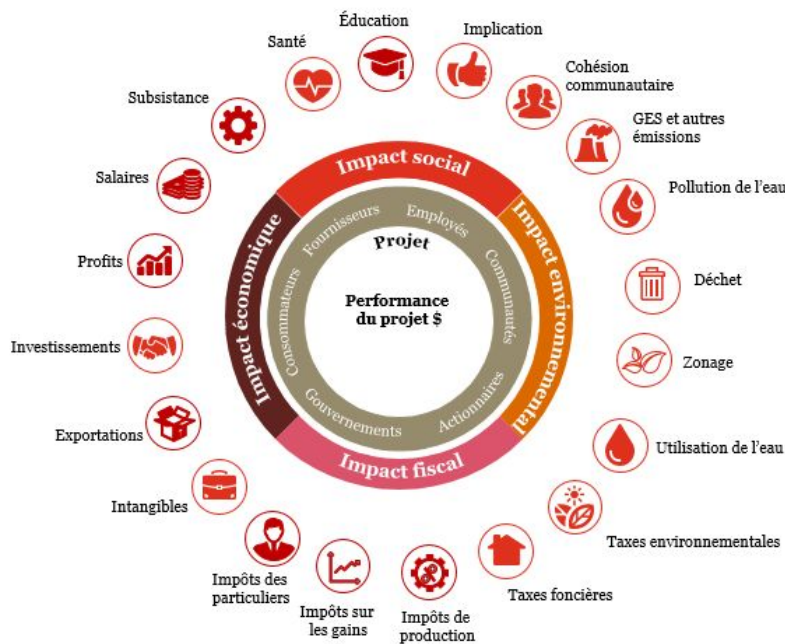 Éducation
Implication
Cohésion
communautaire
GES et autres
émissions
Pollution de l'eau
Déchet
Zonage
Utilisation de l'eau
Taxes environnementales
Taxes foncières
Impôts de
production
Impôts sur
les gains
Impôts des
particuliers
Intangibles
Exportations
Investissements
Profits
Salaires
Subsistance
Santé
Impact social
Impact environnemental
Impact fiscal
Impact économique
Fournisseurs
Employés
Communautés
Actionnaires
Gouvernements
Consommateurs
Projet
Performance
du projet $